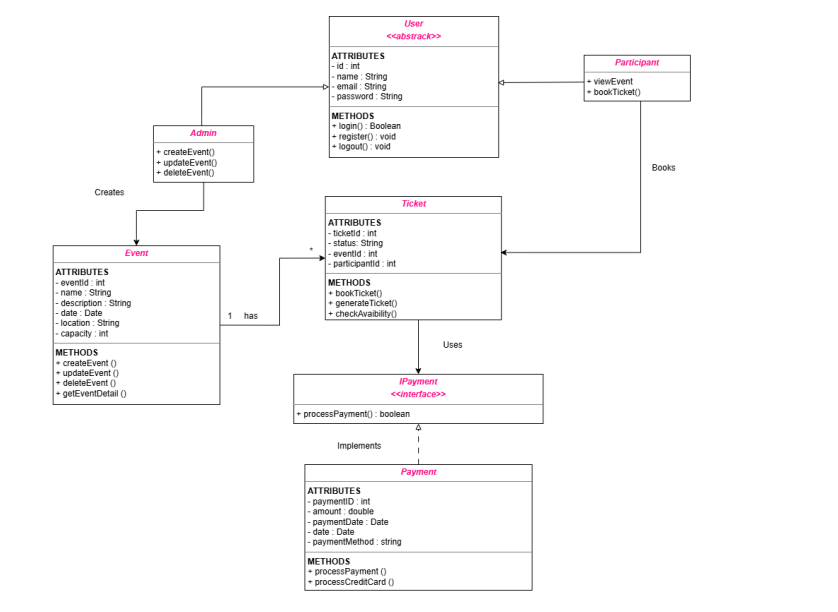 User
<<abstrack>>
ATTRIBUTES
- id : int
- name : String
- email : String
- password : String
METHODS
+ login() : Boolean
+ register() : void
+ logout() : void
Participant
+ viewEvent
+ bookTicket()
Admin
+ createEvent()
+ updateEvent()
+ deleteEvent()
Books
Creates
Ticket
ATTRIBUTES
- ticketId : int
- status: String
- eventId : int
- participantId : int
METHODS
+ bookTicket()
+ generateTicket()
+ checkAvaibility()
Event
ATTRIBUTES
- eventId : int
- name : String
- description : String
- date : Date
- location : String
- capacity : int
METHODS
+ createEvent ()
+ updateEvent ()
+ deleteEvent ()
+ getEventDetail ()
*
1 has
Uses
IPayment
<<interface>>
+ processPayment() : boolean
Implements
Payment
ATTRIBUTES
- paymentID : int
- amount : double
- paymentDate : Date
- date : Date
- paymentMethod : string
METHODS
+ processPayment ()
+ processCreditCard ()